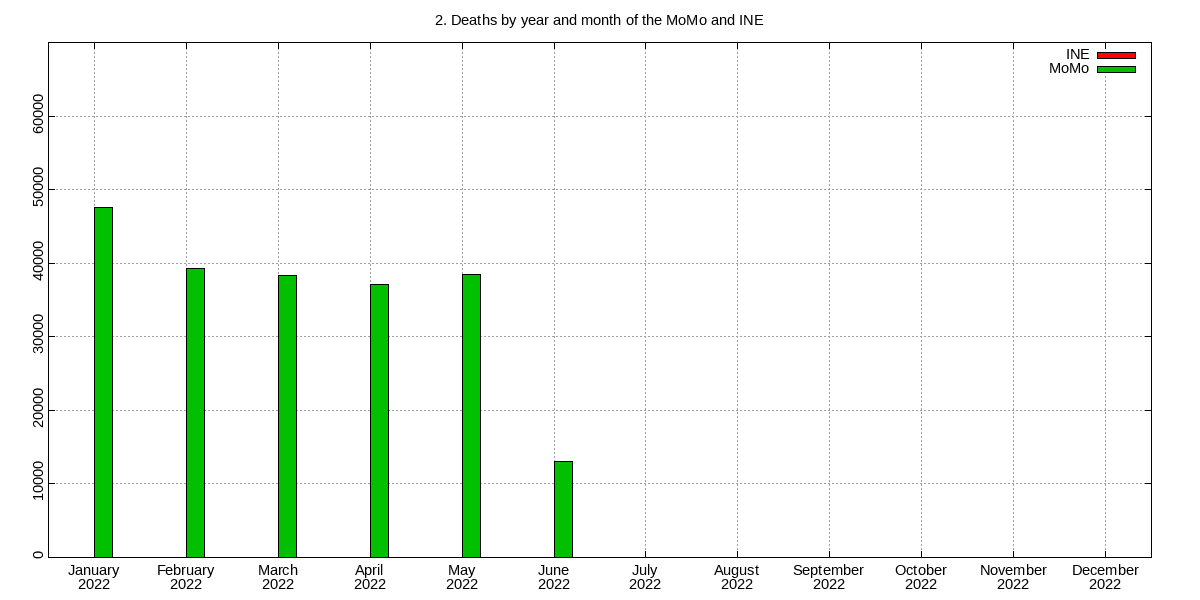 2. Deaths by year and month of the MoMo and INE
INE
MoMo
60000
50000
40000
30000
20000
10000
0
January February March April May June July August September October November December
2022 2022 2022 2022 2022 2022 2022 2022 2022 2022 2022 2022